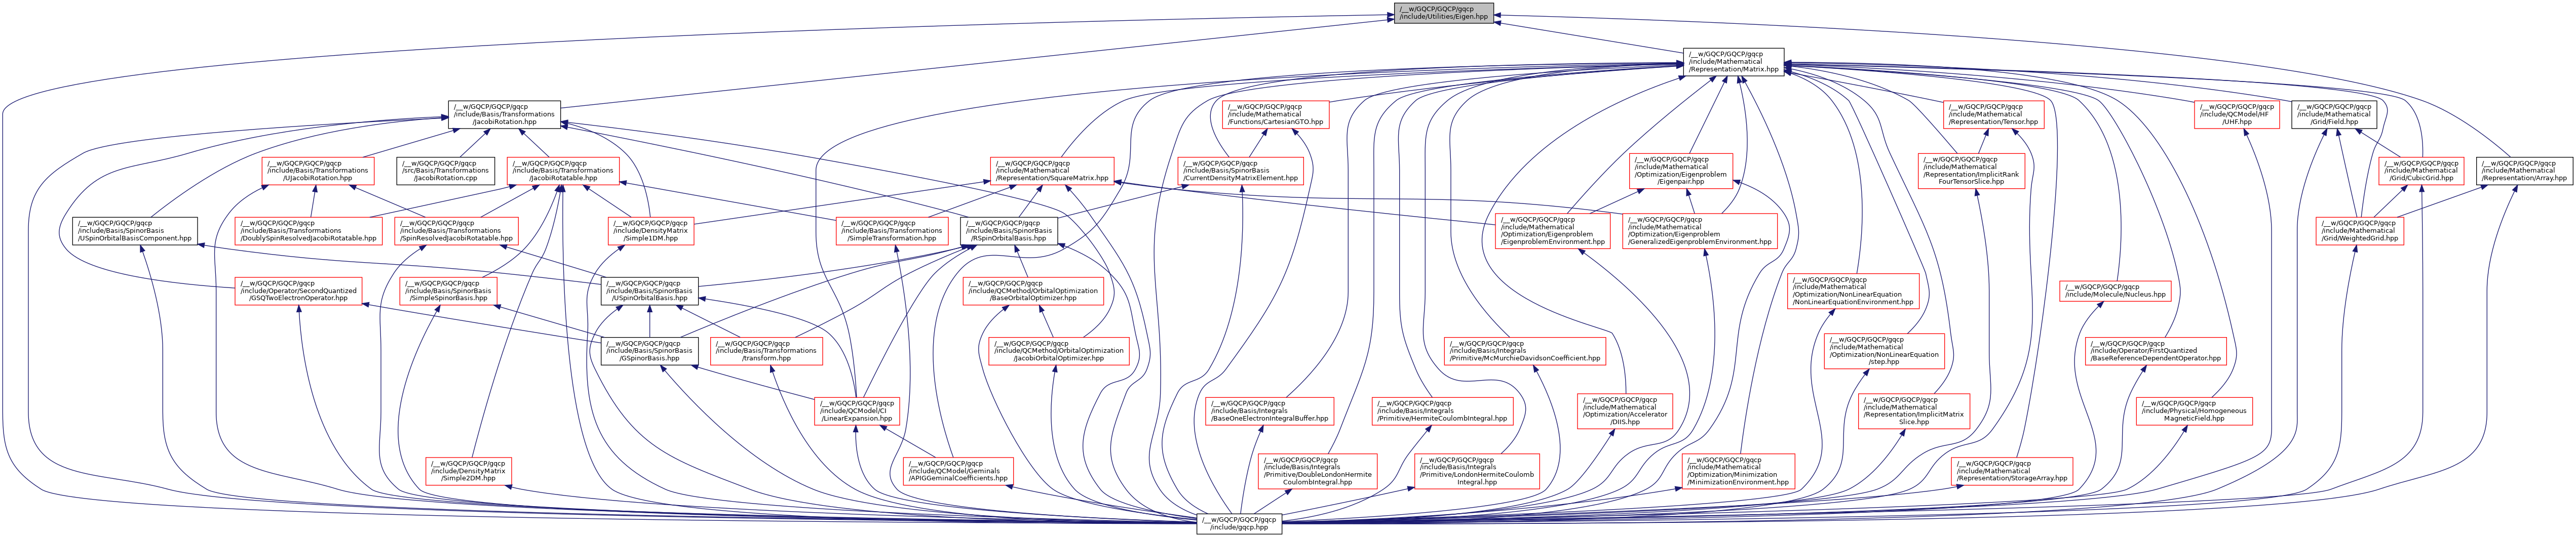 /__w/GQCP/GQCP/gqcp
/include/Utilities/Eigen.hpp
/__w/GQCP/GQCP/gqcp
/include/Mathematical
/Representation/Matrix.hpp
/__w/GQCP/GQCP/gqcp
/include/Basis/Transformations
/JacobiRotation.hpp
/__w/GQCP/GQCP/gqcp
/include/Mathematical
/Functions/CartesianGTO.hpp
/__w/GQCP/GQCP/gqcp
/include/Mathematical
/Representation/Tensor.hpp
/__w/GQCP/GQCP/gqcp
/include/QCModel/HF
/UHF.hpp
/__w/GQCP/GQCP/gqcp
/include/Mathematical
/Grid/Field.hpp
/__w/GQCP/GQCP/gqcp
/include/Basis/Transformations
/UJacobiRotation.hpp
/__w/GQCP/GQCP/gqcp
/src/Basis/Transformations
/JacobiRotation.cpp
/__w/GQCP/GQCP/gqcp
/include/Basis/Transformations
/JacobiRotatable.hpp
/__w/GQCP/GQCP/gqcp
/include/Mathematical
/Representation/SquareMatrix.hpp
/__w/GQCP/GQCP/gqcp
/include/Basis/SpinorBasis
/CurrentDensityMatrixElement.hpp
/__w/GQCP/GQCP/gqcp
/include/Mathematical
/Optimization/Eigenproblem
/Eigenpair.hpp
/__w/GQCP/GQCP/gqcp
/include/Mathematical
/Representation/ImplicitRank
FourTensorSlice.hpp
/__w/GQCP/GQCP/gqcp
/include/Mathematical
/Grid/CubicGrid.hpp
/__w/GQCP/GQCP/gqcp
/include/Mathematical
/Representation/Array.hpp
/__w/GQCP/GQCP/gqcp
/include/Basis/SpinorBasis
/USpinOrbitalBasisComponent.hpp
/__w/GQCP/GQCP/gqcp
/include/Basis/Transformations
/DoublySpinResolvedJacobiRotatable.hpp
/__w/GQCP/GQCP/gqcp
/include/Basis/Transformations
/SpinResolvedJacobiRotatable.hpp
/__w/GQCP/GQCP/gqcp
/include/DensityMatrix
/Simple1DM.hpp
/__w/GQCP/GQCP/gqcp
/include/Basis/Transformations
/SimpleTransformation.hpp
/__w/GQCP/GQCP/gqcp
/include/Basis/SpinorBasis
/RSpinOrbitalBasis.hpp
/__w/GQCP/GQCP/gqcp
/include/Mathematical
/Optimization/Eigenproblem
/EigenproblemEnvironment.hpp
/__w/GQCP/GQCP/gqcp
/include/Mathematical
/Optimization/Eigenproblem
/GeneralizedEigenproblemEnvironment.hpp
/__w/GQCP/GQCP/gqcp
/include/Mathematical
/Grid/WeightedGrid.hpp
/__w/GQCP/GQCP/gqcp
/include/Operator/SecondQuantized
/GSQTwoElectronOperator.hpp
/__w/GQCP/GQCP/gqcp
/include/Basis/SpinorBasis
/SimpleSpinorBasis.hpp
/__w/GQCP/GQCP/gqcp
/include/Basis/SpinorBasis
/USpinOrbitalBasis.hpp
/__w/GQCP/GQCP/gqcp
/include/QCMethod/OrbitalOptimization
/BaseOrbitalOptimizer.hpp
/__w/GQCP/GQCP/gqcp
/include/Mathematical
/Optimization/NonLinearEquation
/NonLinearEquationEnvironment.hpp
/__w/GQCP/GQCP/gqcp
/include/Molecule/Nucleus.hpp
/__w/GQCP/GQCP/gqcp
/include/Basis/SpinorBasis
/GSpinorBasis.hpp
/__w/GQCP/GQCP/gqcp
/include/Basis/Transformations
/transform.hpp
/__w/GQCP/GQCP/gqcp
/include/QCMethod/OrbitalOptimization
/JacobiOrbitalOptimizer.hpp
/__w/GQCP/GQCP/gqcp
/include/Basis/Integrals
/Primitive/McMurchieDavidsonCoefficient.hpp
/__w/GQCP/GQCP/gqcp
/include/Mathematical
/Optimization/NonLinearEquation
/step.hpp
/__w/GQCP/GQCP/gqcp
/include/Operator/FirstQuantized
/BaseReferenceDependentOperator.hpp
/__w/GQCP/GQCP/gqcp
/include/QCModel/CI
/LinearExpansion.hpp
/__w/GQCP/GQCP/gqcp
/include/Basis/Integrals
/BaseOneElectronIntegralBuffer.hpp
/__w/GQCP/GQCP/gqcp
/include/Basis/Integrals
/Primitive/HermiteCoulombIntegral.hpp
/__w/GQCP/GQCP/gqcp
/include/Mathematical
/Optimization/Accelerator
/DIIS.hpp
/__w/GQCP/GQCP/gqcp
/include/Mathematical
/Representation/ImplicitMatrix
Slice.hpp
/__w/GQCP/GQCP/gqcp
/include/Physical/Homogeneous
MagneticField.hpp
/__w/GQCP/GQCP/gqcp
/include/DensityMatrix
/Simple2DM.hpp
/__w/GQCP/GQCP/gqcp
/include/QCModel/Geminals
/APIGGeminalCoefficients.hpp
/__w/GQCP/GQCP/gqcp
/include/Basis/Integrals
/Primitive/DoubleLondonHermite
CoulombIntegral.hpp
/__w/GQCP/GQCP/gqcp
/include/Basis/Integrals
/Primitive/LondonHermiteCoulomb
Integral.hpp
/__w/GQCP/GQCP/gqcp
/include/Mathematical
/Optimization/Minimization
/MinimizationEnvironment.hpp
/__w/GQCP/GQCP/gqcp
/include/Mathematical
/Representation/StorageArray.hpp
/__w/GQCP/GQCP/gqcp
/include/gqcp.hpp